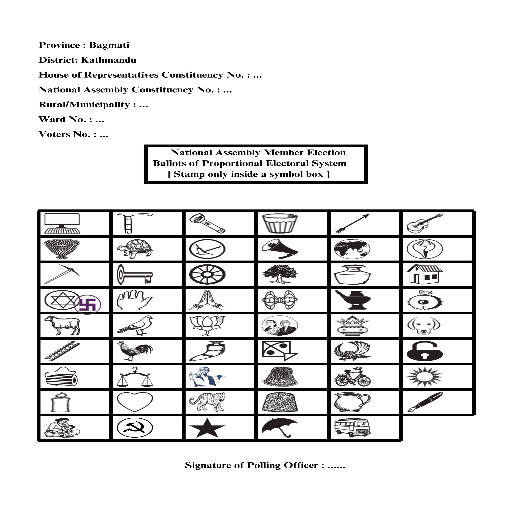 Province : Bagmati
District: Kathmandu
House of Representatives Constituency No. : ...
National Assembly Constituency No. : ...
Rural/Municipality : ...
Ward No. : ...
Voters No. : ...
National Assembly Member Election
Ballots of Proportional Electoral System
[ Stamp only inside a symbol box ]
Signature of Polling Officer : ......